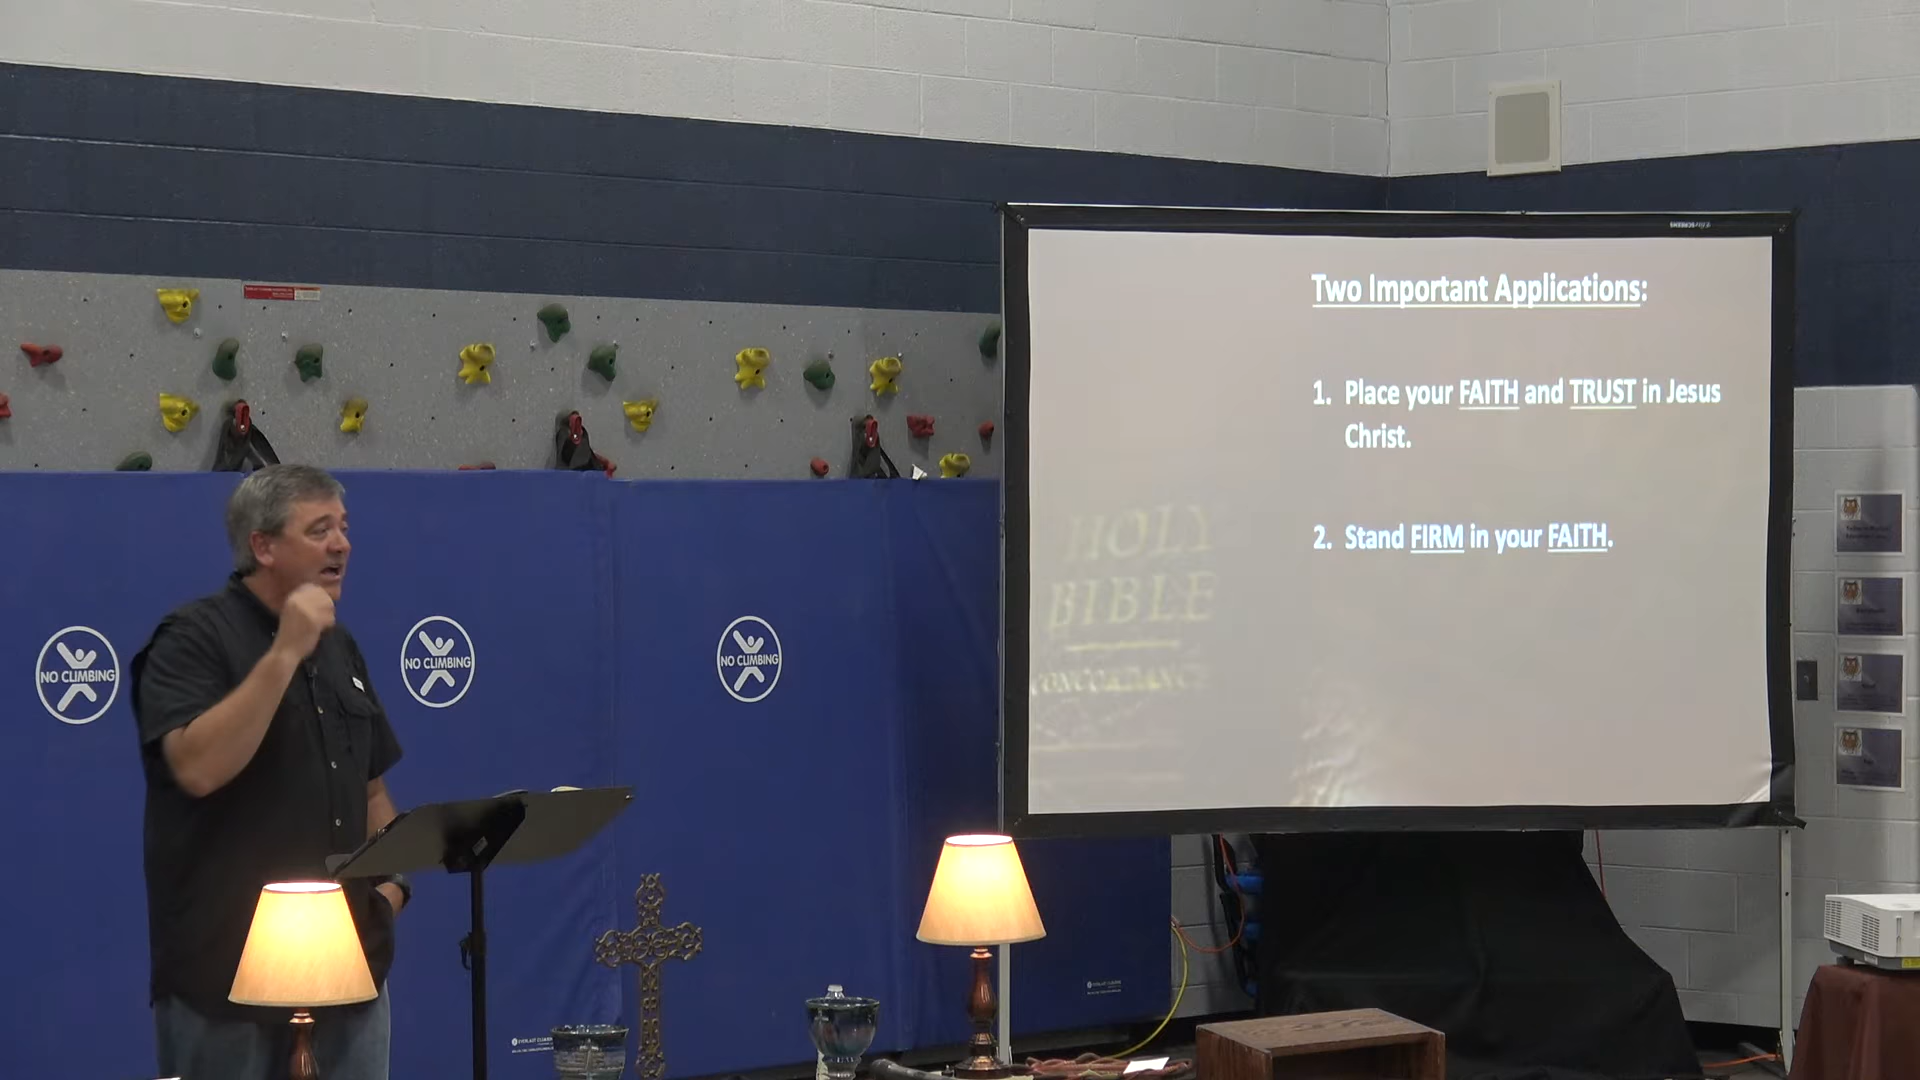 Two Important Applications:
1. Place your FAITH and TRUST in Jesus
Christ.
2. Stand FIRM in your FAITH.
HOLY
BIBLE
CONCORDANCE
NO CLIMBING
NO CLIMBING
NO CLIMBING